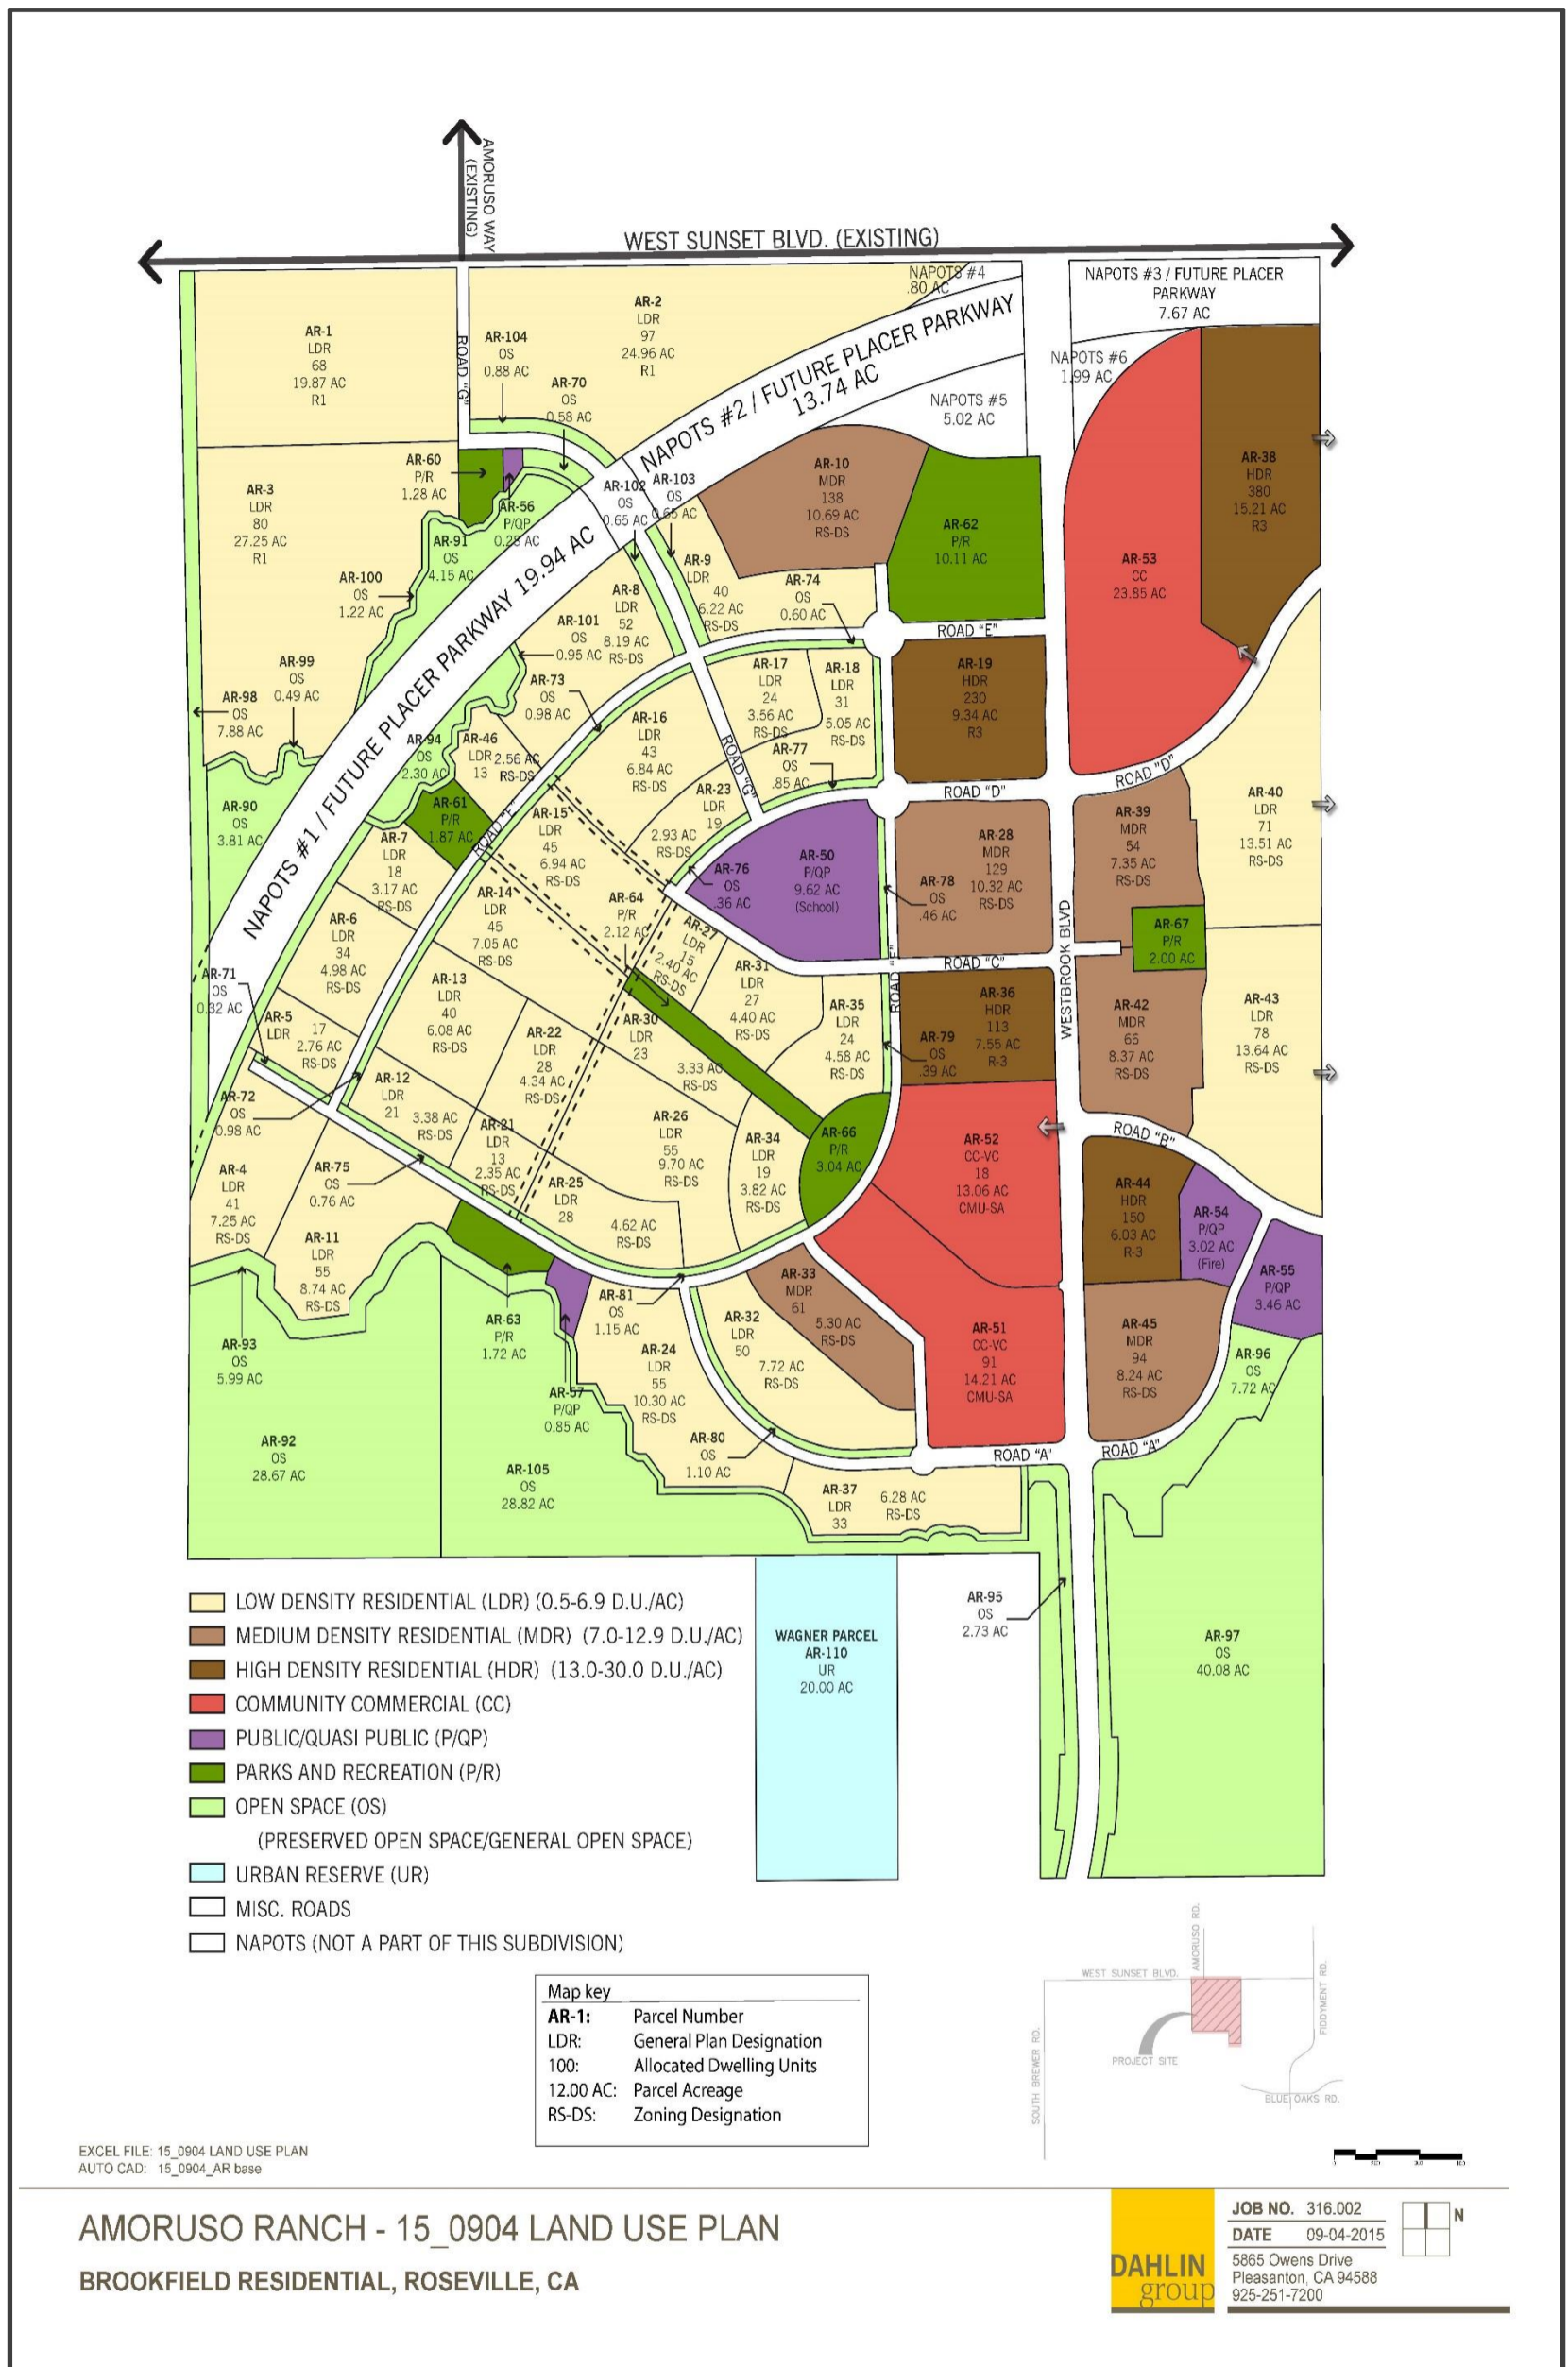 AMORUSO WAY
(EXISTING)
WEST SUNSET BLVD. (EXISTING)
NAPOTS #4
.80 AC
NAPOTS #3 / FUTURE PLACER
PARKWAY
7.67 AC
AR-1
LDR
68
19.87 AC
R1
ROAD "G"
AR-2
LDR
97
24.96 AC
R1
AR-104
OS
0.88 AC
AR-70
OS
0.58 AC
NAPOTS #2 / FUTURE PLACER PARKWAY
13.74 AC
NAPOTS #6
1.99 AC
NAPOTS #5
5.02 AC
AR-38
HDR
380
15.21 AC
R3
AR-60
P/R
1.28 AC
AR-3
LDR
80
27.25 AC
R1
AR-56
P/QP
0.28 AC
AR-102
OS
0.65 AC
AR-103
OS
0.65 AC
AR-10
MDR
138
10.69 AC
RS-DS
AR-62
P/R
10.11 AC
AR-53
CC
23.85 AC
AR-91
OS
4.15 AC
AR-100
OS
1.22 AC
NAPOTS #1 / FUTURE PLACER PARKWAY 19.94 AC
AR-8
LDR
52
8.19 AC
RS-DS
AR-9
LDR
40
6.22 AC
RS-DS
AR-74
OS
0.60 AC
ROAD "E"
AR-101
OS
0.95 AC
AR-99
OS
0.49 AC
AR-98
OS
7.88 AC
AR-73
OS
0.98 AC
AR-17
LDR
24
3.56 AC
RS-DS
AR-18
LDR
31
5.05 AC
RS-DS
AR-19
HDR
230
9.34 AC
R3
AR-16
LDR
43
6.84 AC
RS-DS
ROAD "G"
AR-94
OS
2.30 AC
AR-46
LDR 2.56 AC
13 RS-DS
AR-77
OS
.85 AC
ROAD "D"
ROAD "D"
AR-90
OS
3.81 AC
AR-61
P/R
1.87 AC
AR-23
LDR
19
2.93 AC
RS-DS
AR-15
LDR
45
6.94 AC
RS-DS
AR-39
MDR
54
7.35 AC
RS-DS
AR-40
LDR
71
13.51 AC
RS-DS
AR-7
LDR
18
3.17 AC
RS-DS
AR-76
OS
.36 AC
AR-50
P/QP
9.62 AC
(School)
AR-28
MDR
129
10.32 AC
RS-DS
AR-78
OS
.46 AC
AR-14
LDR
45
7.05 AC
RS-DS
AR-64
P/R
2.12 AC
AR-27
LDR
15
2.40 AC
RS-DS
WESTBROOK BLVD
AR-67
P/R
2.00 AC
AR-6
LDR
34
4.98 AC
RS-DS
ROAD "C"
AR-71
OS
0.32 AC
AR-13
LDR
40
6.08 AC
RS-DS
AR-31
LDR
27
4.40 AC
RS-DS
AR-35
LDR
24
4.58 AC
RS-DS
AR-36
HDR
113
7.55 AC
R-3
AR-79
OS
.39 AC
AR-42
MDR
66
8.37 AC
RS-DS
AR-43
LDR
78
13.64 AC
RS-DS
AR-5
LDR
17
2.76 AC
RS-DS
AR-22
LDR
28
4.34 AC
RS-DS
AR-30
LDR
23
3.33 AC
RS-DS
AR-72
OS
0.98 AC
AR-12
LDR
21
3.38 AC
RS-DS
AR-21
LDR
13
2.35 AC
RS-DS
AR-26
LDR
55
9.70 AC
RS-DS
AR-34
LDR
19
3.82 AC
RS-DS
AR-66
P/R
3.04 AC
AR-52
CC-VC
18
13.06 AC
CMU-SA
ROAD "B"
AR-4
LDR
41
7.25 AC
RS-DS
AR-75
OS
0.76 AC
AR-25
LDR
28
4.62 AC
RS-DS
AR-44
HDR
150
6.03 AC
R-3
AR-54
P/QP
3.02 AC
(Fire)
AR-11
LDR
55
8.74 AC
RS-DS
AR-33
MDR
61
5.30 AC
RS-DS
AR-55
P/QP
3.46 AC
AR-81
OS
1.15 AC
AR-63
P/R
1.72 AC
AR-32
LDR
50
7.72 AC
RS-DS
AR-51
CC-VC
91
14.21 AC
CMU-SA
AR-45
MDR
94
8.24 AC
RS-DS
AR-93
OS
5.99 AC
AR-24
LDR
55
10.30 AC
RS-DS
AR-96
OS
7.72 AC
AR-57
P/QP
0.85 AC
AR-92
OS
28.67 AC
AR-80
OS
1.10 AC
ROAD "A"
ROAD "A"
AR-105
OS
28.82 AC
AR-37
LDR
33
6.28 AC
RS-DS
LOW DENSITY RESIDENTIAL (LDR) (0.5-6.9 D.U./AC)
MEDIUM DENSITY RESIDENTIAL (MDR) (7.0-12.9 D.U./AC)
HIGH DENSITY RESIDENTIAL (HDR) (13.0-30.0 D.U./AC)
COMMUNITY COMMERCIAL (CC)
PUBLIC/QUASI PUBLIC (P/QP)
PARKS AND RECREATION (P/R)
OPEN SPACE (OS)
(PRESERVED OPEN SPACE/GENERAL OPEN SPACE)
URBAN RESERVE (UR)
MISC. ROADS
NAPOTS (NOT A PART OF THIS SUBDIVISION)
WAGNER PARCEL
AR-110
UR
20.00 AC
AR-95
OS
2.73 AC
AR-97
OS
40.08 AC
Map key
AR-1: Parcel Number
LDR: General Plan Designation
100: Allocated Dwelling Units
12.00 AC: Parcel Acreage
RS-DS: Zoning Designation
AMORUSO RD.
WEST SUNSET BLVD.
FIDDYMENT RD.
SOUTH BREWER RD.
PROJECT SITE
BLUE OAKS RD.
EXCEL FILE: 15_0904 LAND USE PLAN
AUTO CAD: 15_0904_AR base
AMORUSO RANCH - 15_0904 LAND USE PLAN
BROOKFIELD RESIDENTIAL, ROSEVILLE, CA
DAHLIN
group
JOB NO. 316.002
DATE 09-04-2015
5865 Owens Drive
Pleasanton, CA 94588
925-251-7200
N